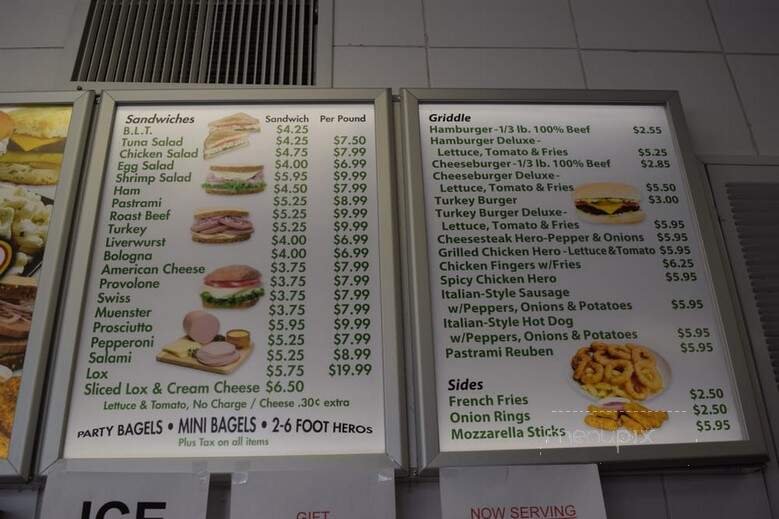 Sandwiches Sandwich Per Pound
B.L.T. $4.25
Tuna Salad $4.25 $7.50
Chicken Salad $4.75 $7.99
Egg Salad $4.00 $6.99
Shrimp Salad $5.95 $9.99
Ham $4.50 $7.99
Pastrami $5.25 $8.99
Roast Beef $5.25 $9.99
Turkey $5.25 $9.99
Liverwurst $4.00 $6.99
Bologna $4.00 $6.99
American Cheese $3.75 $7.99
Provolone $3.75 $7.99
Swiss $3.75 $7.99
Muenster $3.75 $7.99
Prosciutto $5.95 $9.99
Pepperoni $5.25 $7.99
Salami $5.25 $8.99
Lox $5.75 $19.99
Sliced Lox & Cream Cheese $6.50
Lettuce & Tomato, No Charge / Cheese .30¢ extra
PARTY BAGELS • MINI BAGELS • 2-6 FOOT HEROS
Plus Tax on all items
Griddle
Hamburger-1/3 lb. 100% Beef $2.55
Hamburger Deluxe-
Lettuce, Tomato & Fries $5.25
Cheeseburger-1/3 lb. 100% Beef $2.85
Cheeseburger Deluxe-
Lettuce, Tomato & Fries $5.50
Turkey Burger $3.00
Turkey Burger Deluxe-
Lettuce, Tomato & Fries $5.95
Cheesesteak Hero-Pepper & Onions $5.95
Grilled Chicken Hero-Lettuce & Tomato $5.95
Chicken Fingers w/Fries $6.25
Spicy Chicken Hero $5.95
Italian-Style Sausage
w/Peppers, Onions & Potatoes $5.95
Italian-Style Hot Dog
w/Peppers, Onions & Potatoes $5.95
Pastrami Reuben $5.95
Sides
French Fries $2.50
Onion Rings $2.50
Mozzarella Sticks $5.95
menupix
ICE
GIFT
NOW SERVING